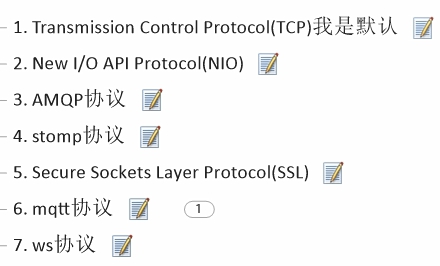 1. Transmission Control Protocol(TCP)我是默认
2. New I/O API Protocol(NIO)
3. AMQP协议
4. stomp协议
5. Secure Sockets Layer Protocol(SSL)
6. mqtt协议 1
7. ws协议